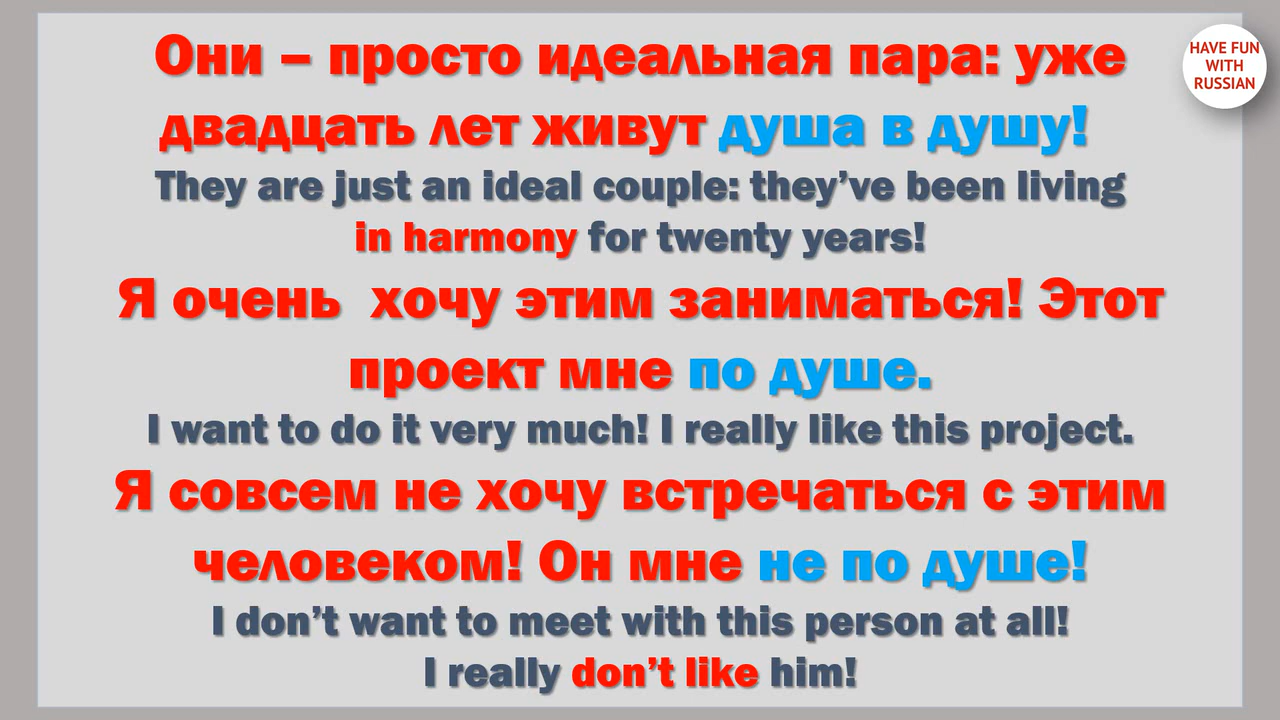 Они – просто идеальная пара: уже
двадцать лет живут душа в душу!
They are just an ideal couple: they’ve been living
in harmony for twenty years!
Я очень  хочу этим заниматься! Этот
проект мне по душе.
I want to do it very much! I really like this project.
Я совсем не хочу встречаться с этим
человеком! Он мне не по душе!
I don’t want to meet with this person at all!
I really don’t like him!
HAVE FUN
WITH
RUSSIAN